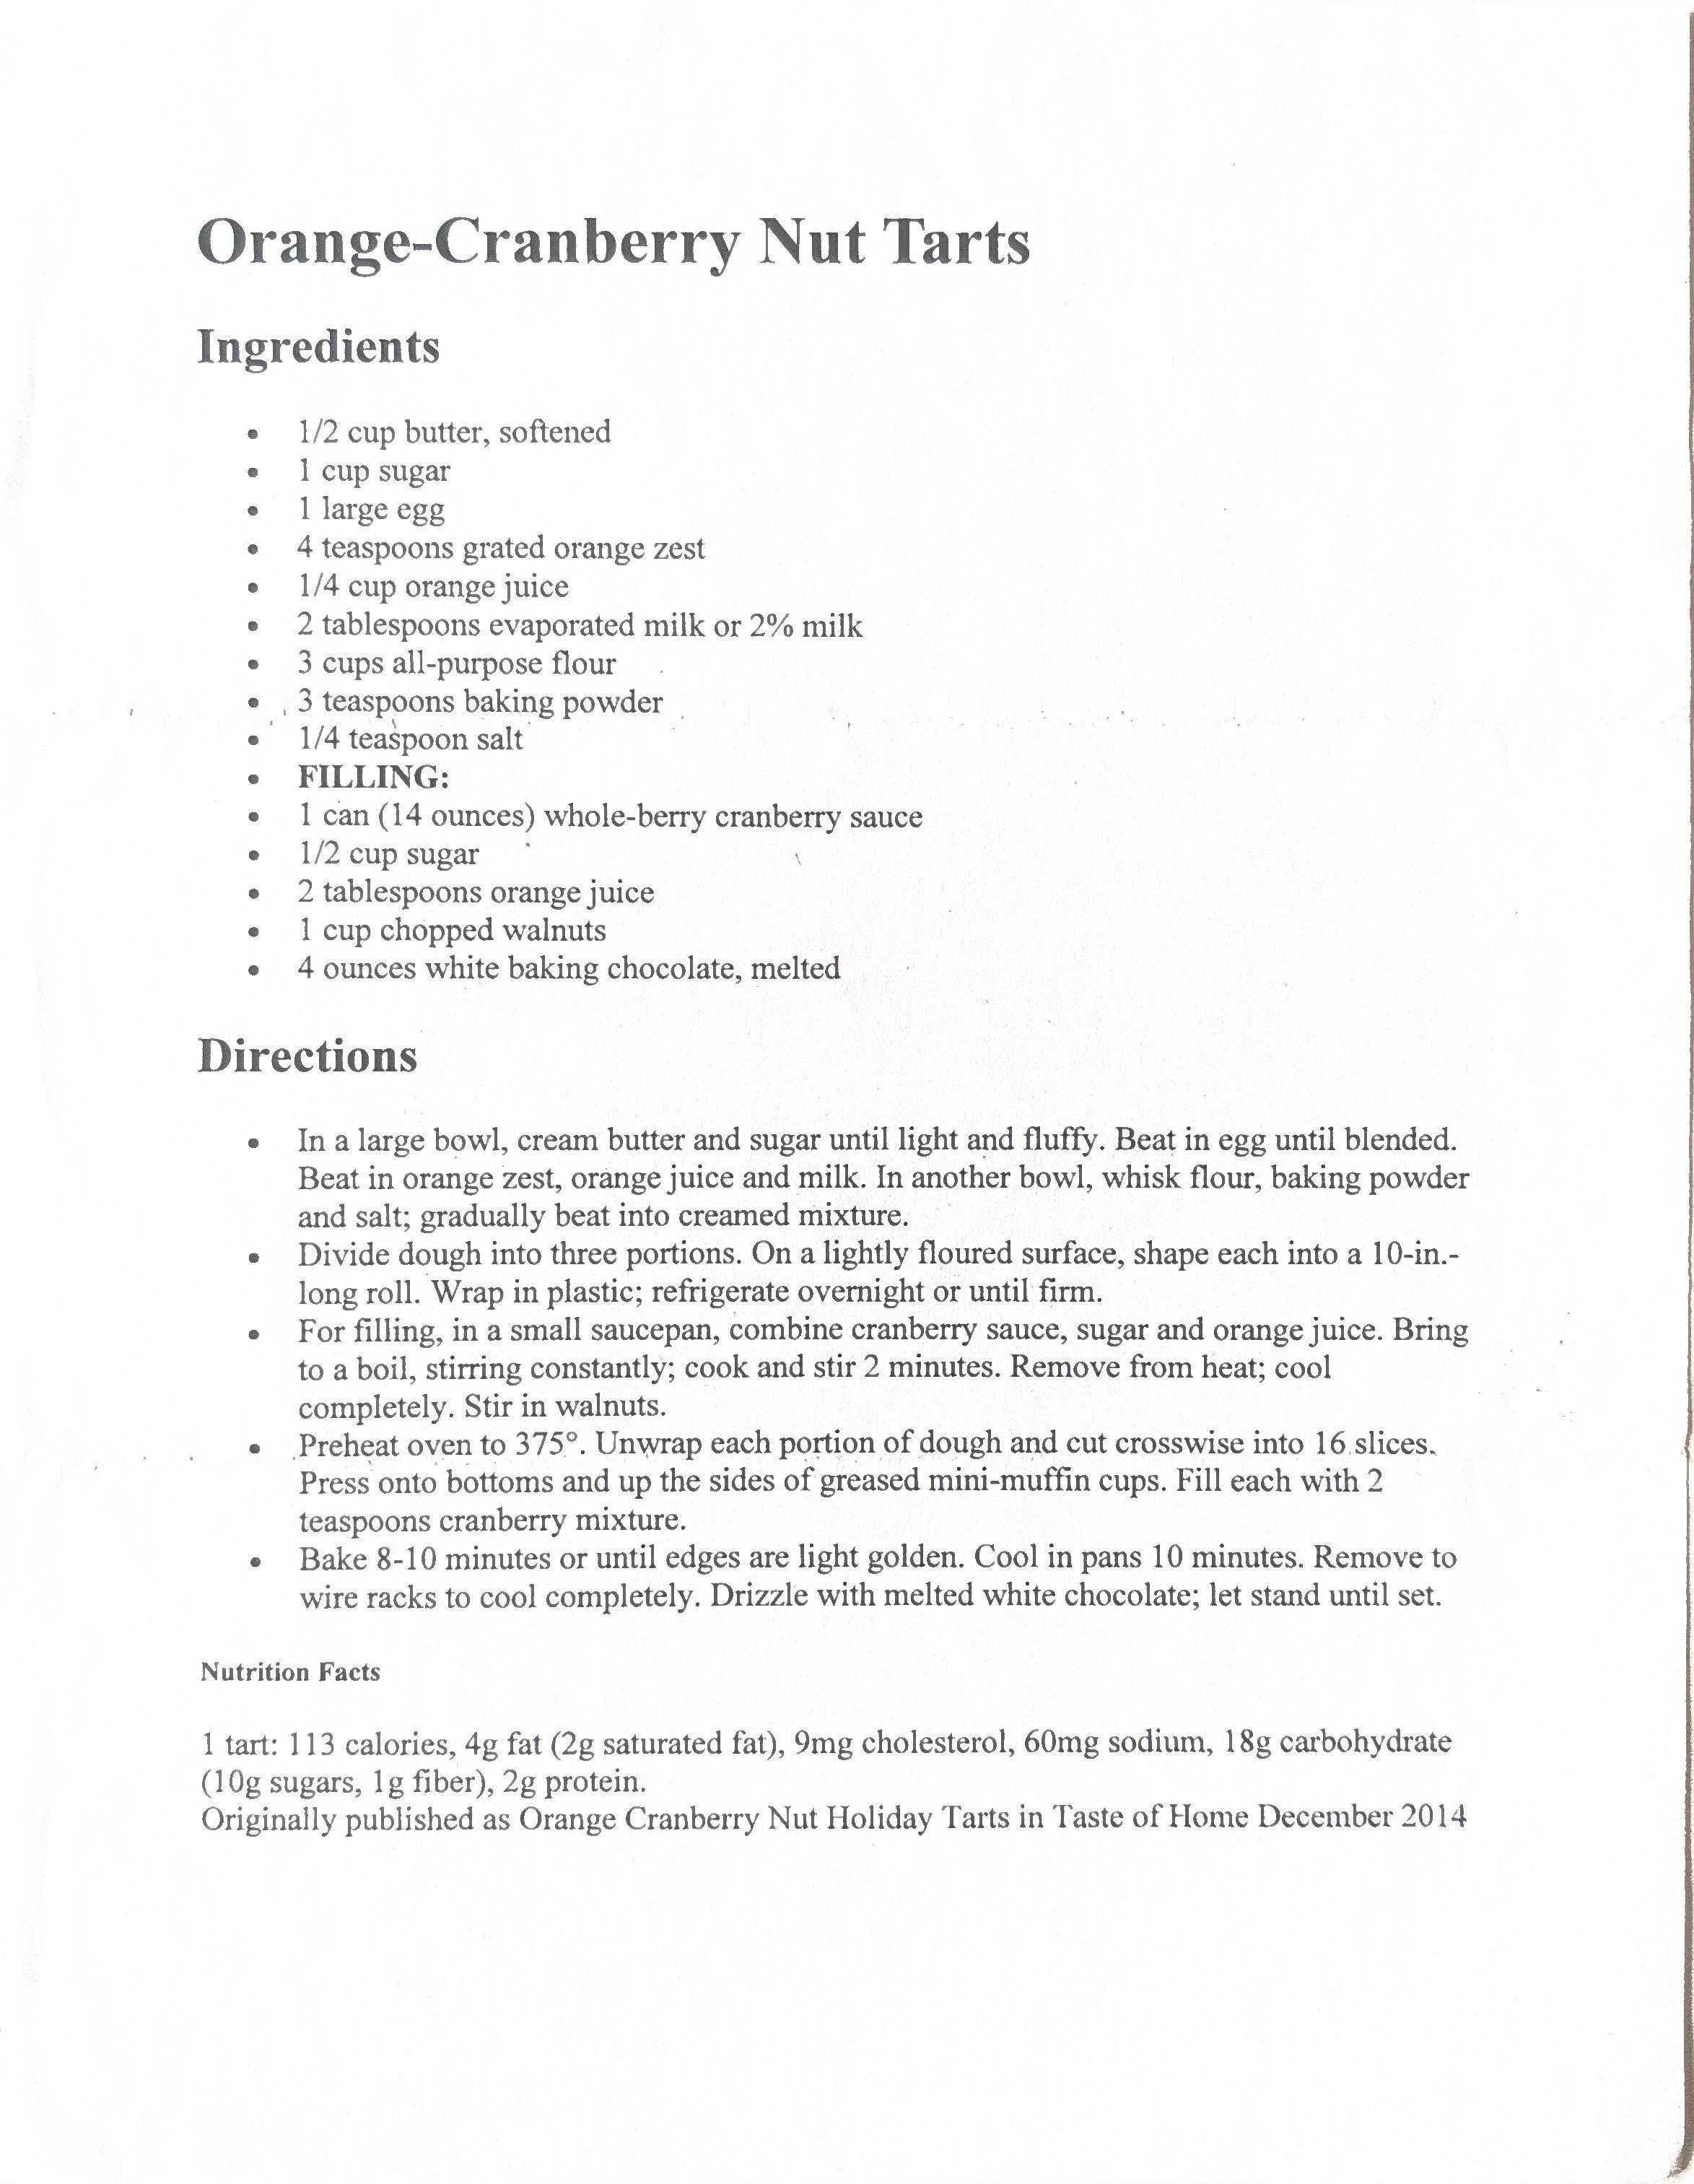 Orange-Cranberry Nut Tarts
Ingredients
• 1/2 cup butter, softened
• 1 cup sugar
• 1 large egg
• 4 teaspoons grated orange zest
• 1/4 cup orange juice
• 2 tablespoons evaporated milk or 2% milk
• 3 cups all-purpose flour
• 3 teaspoons baking powder
• 1/4 teaspoon salt
• FILLING:
• 1 can (14 ounces) whole-berry cranberry sauce
• 1/2 cup sugar
• 2 tablespoons orange juice
• 1 cup chopped walnuts
• 4 ounces white baking chocolate, melted
Directions
• In a large bowl, cream butter and sugar until light and fluffy. Beat in egg until blended.
Beat in orange zest, orange juice and milk. In another bowl, whisk flour, baking powder
and salt; gradually beat into creamed mixture.
• Divide dough into three portions. On a lightly floured surface, shape each into a 10-in.-
long roll. Wrap in plastic; refrigerate overnight or until firm.
• For filling, in a small saucepan, combine cranberry sauce, sugar and orange juice. Bring
to a boil, stirring constantly; cook and stir 2 minutes. Remove from heat; cool
completely. Stir in walnuts.
• Preheat oven to 375°. Unwrap each portion of dough and cut crosswise into 16 slices.
Press onto bottoms and up the sides of greased mini-muffin cups. Fill each with 2
teaspoons cranberry mixture.
• Bake 8-10 minutes or until edges are light golden. Cool in pans 10 minutes. Remove to
wire racks to cool completely. Drizzle with melted white chocolate; let stand until set.
Nutrition Facts
1 tart: 113 calories, 4g fat (2g saturated fat), 9mg cholesterol, 60mg sodium, 18g carbohydrate
(10g sugars, 1g fiber), 2g protein.
Originally published as Orange Cranberry Nut Holiday Tarts in Taste of Home December 2014